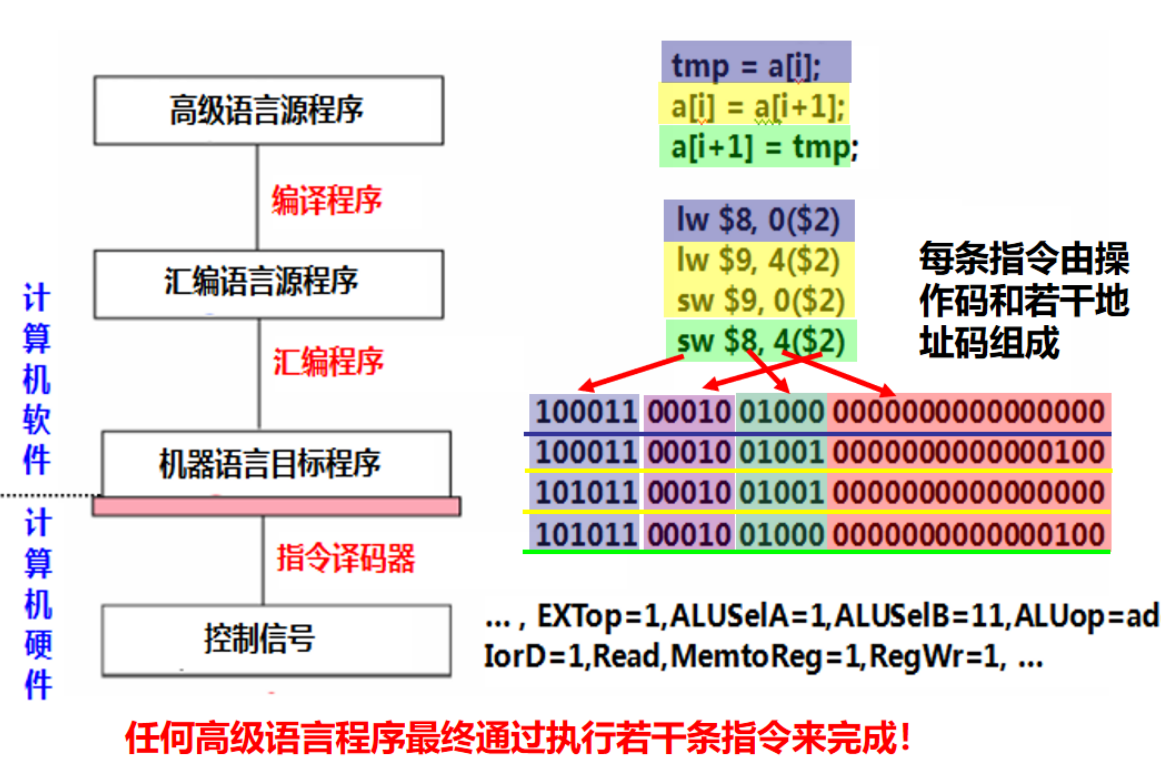 高级语言源程序
编译程序
汇编语言源程序
汇编程序
机器语言目标程序
指令译码器
控制信号
计算机软件
计算机硬件
tmp = a[i];
a[i] = a[i+1];
a[i+1] = tmp;
lw $8, 0($2)
lw $9, 4($2)
sw $9, 0($2)
sw $8, 4($2)
每条指令由操
作码和若干地
址码组成
100011 00010 01000 0000000000000000
100011 00010 01001 0000000000000100
101011 00010 01001 0000000000000000
101011 00010 01000 0000000000000100
... , EXTop=1,ALUSelA=1,ALUSelB=11,ALUop=ad
IorD=1,Read,MemtoReg=1,RegWr=1, ...
任何高级语言程序最终通过执行若干条指令来完成！